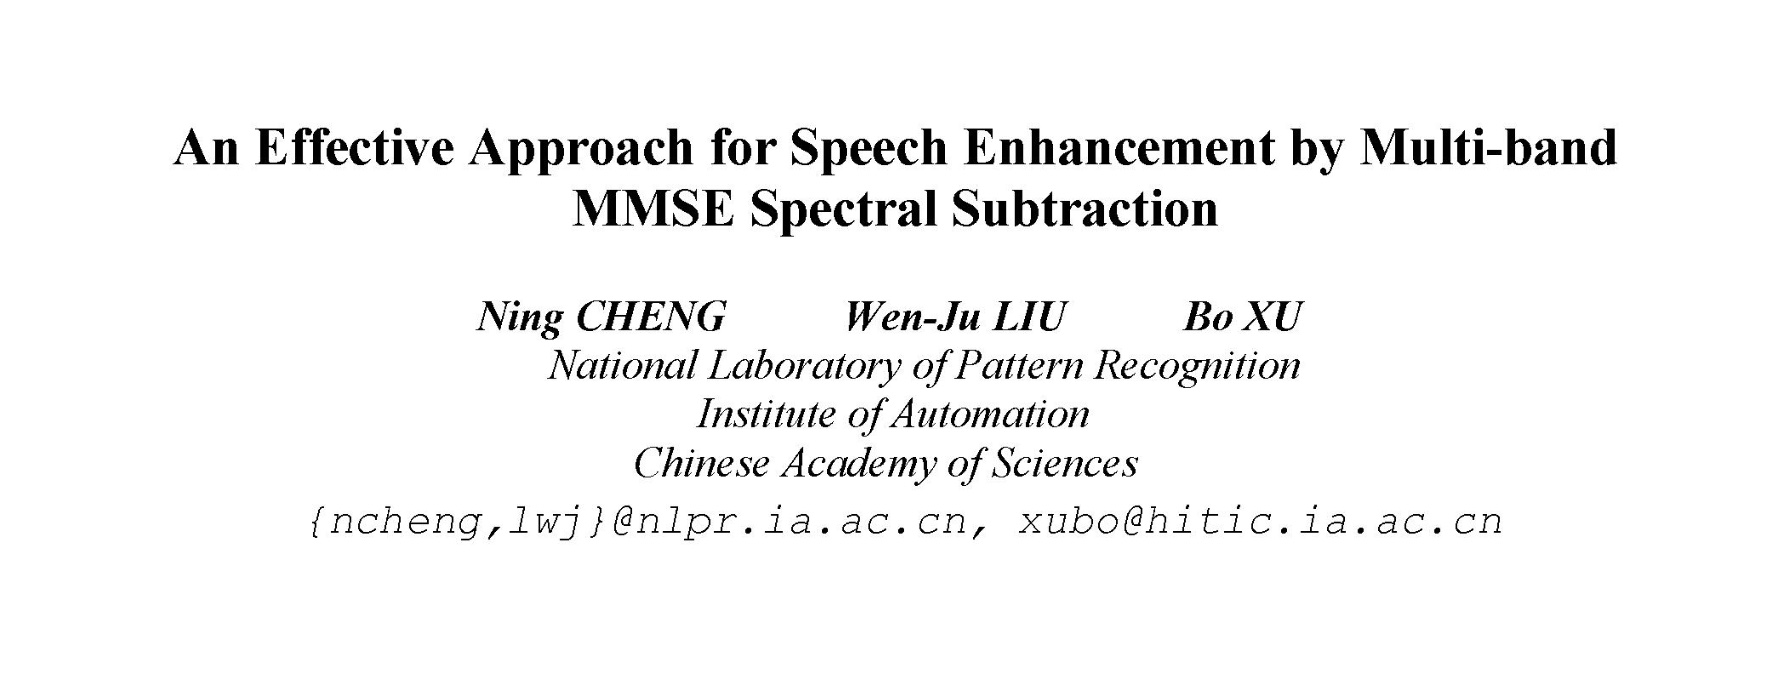 An Effective Approach for Speech Enhancement by Multi-band
MMSE Spectral Subtraction
Ning CHENG Wen-Ju LIU Bo XU
National Laboratory of Pattern Recognition
Institute of Automation
Chinese Academy of Sciences
{ncheng,lwj}@nlpr.ia.ac.cn, xubo@hitic.ia.ac.cn